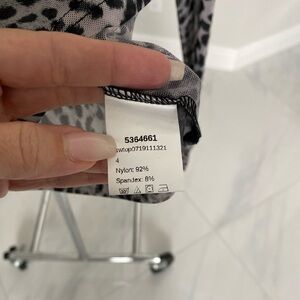 5364661
swtop0719111321
4
Nylon: 92%
Spandex: 8%